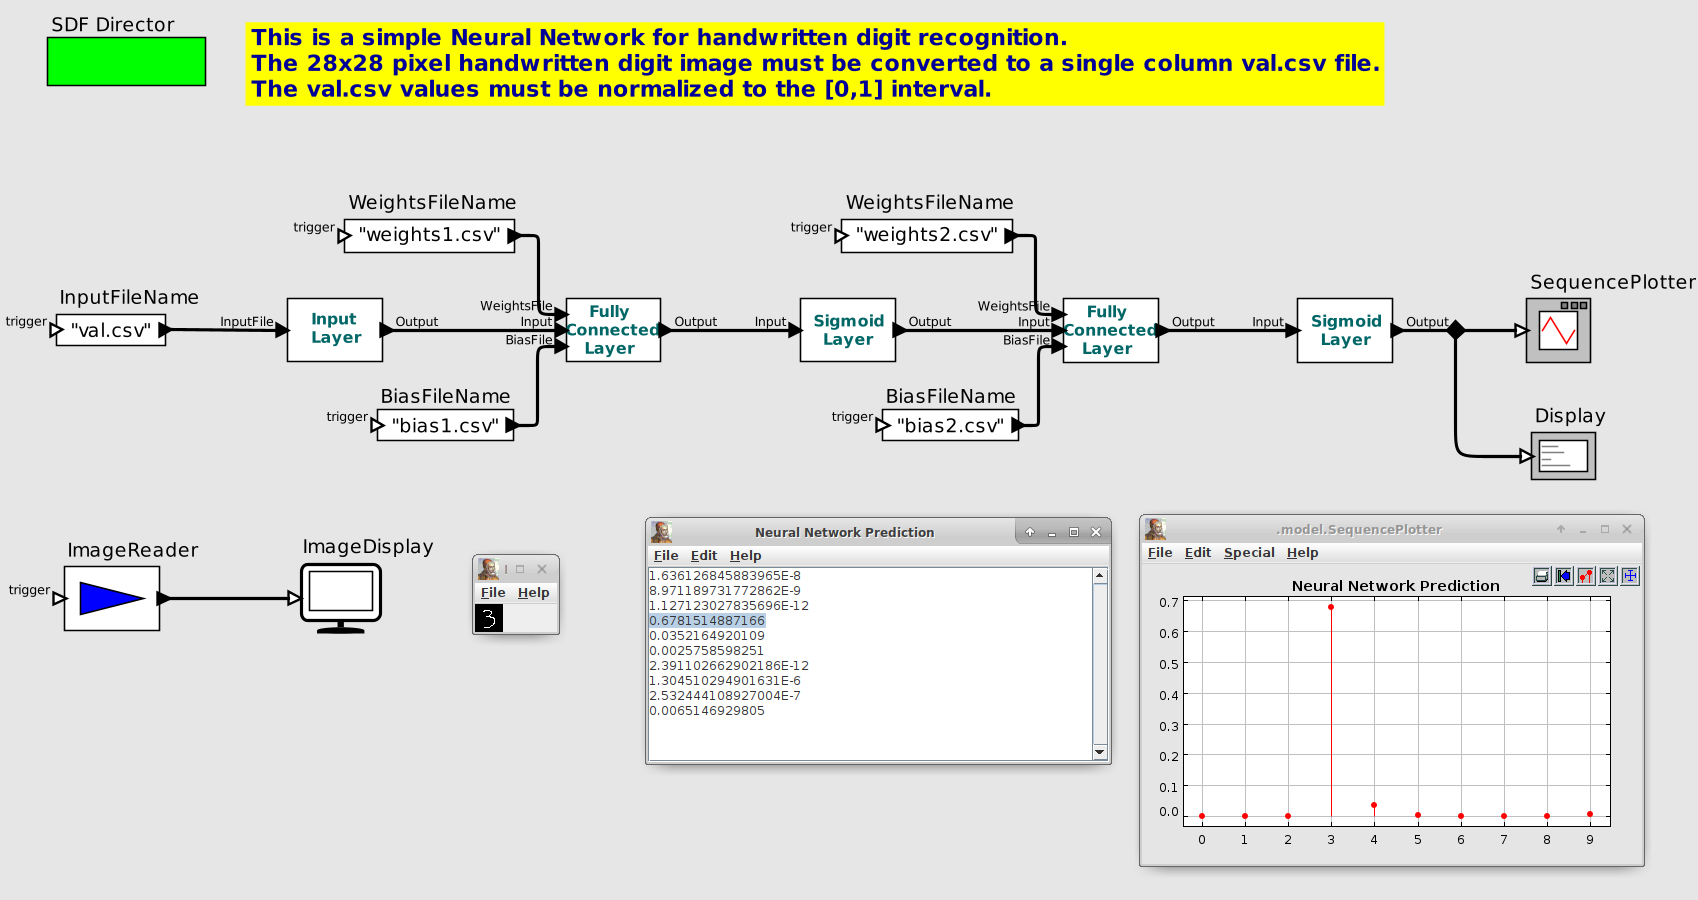 SDF Director
This is a simple Neural Network for handwritten digit recognition.
The 28x28 pixel handwritten digit image must be converted to a single column val.csv file.
The val.csv values must be normalized to the [0,1] interval.
WeightsFileName
trigger
"weights1.csv"
WeightsFileName
trigger
"weights2.csv"
InputFileName
trigger
"val.csv"
InputFile
Input
Layer
Output
WeightsFile
Input
BiasFile
Fully
Connected
Layer
Output
Input
Sigmoid
Layer
Output
WeightsFile
Input
BiasFile
Fully
Connected
Layer
Output
Input
Sigmoid
Layer
Output
SequencePlotter
BiasFileName
trigger
"bias1.csv"
BiasFileName
trigger
"bias2.csv"
Display
ImageReader
trigger
ImageDisplay
File Help
3
Neural Network Prediction
File Edit Help
1.636126845883965E-8
8.971189731772862E-9
1.127123027835696E-12
0.6781514887166
0.0352164920109
0.0025758598251
2.391102662902186E-12
1.304510294901631E-6
2.532444108927004E-7
0.0065146929805
.model.SequencePlotter
File Edit Special Help
Neural Network Prediction
0.7
0.6
0.5
0.4
0.3
0.2
0.1
0.0
0 1 2 3 4 5 6 7 8 9